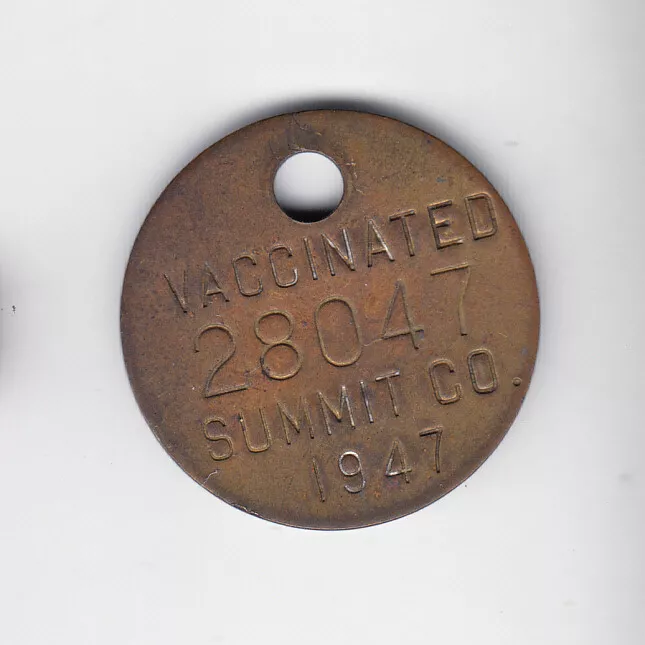 VACCINATED
28047
SUMMIT CO.
1947